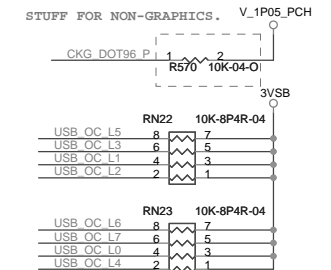 STUFF FOR NON-GRAPHICS. V_1P05_PCH
CKG_DOT96_P 1 2
R570 10K-04-O
3VSB
RN22 10K-8P4R-04
USB_OC_L5 8 7
USB_OC_L3 6 5
USB_OC_L1 4 3
USB_OC_L2 2 1
RN23 10K-8P4R-04
USB_OC_L6 8 7
USB_OC_L7 6 5
USB_OC_L0 4 3
USB_OC_L4 2 1